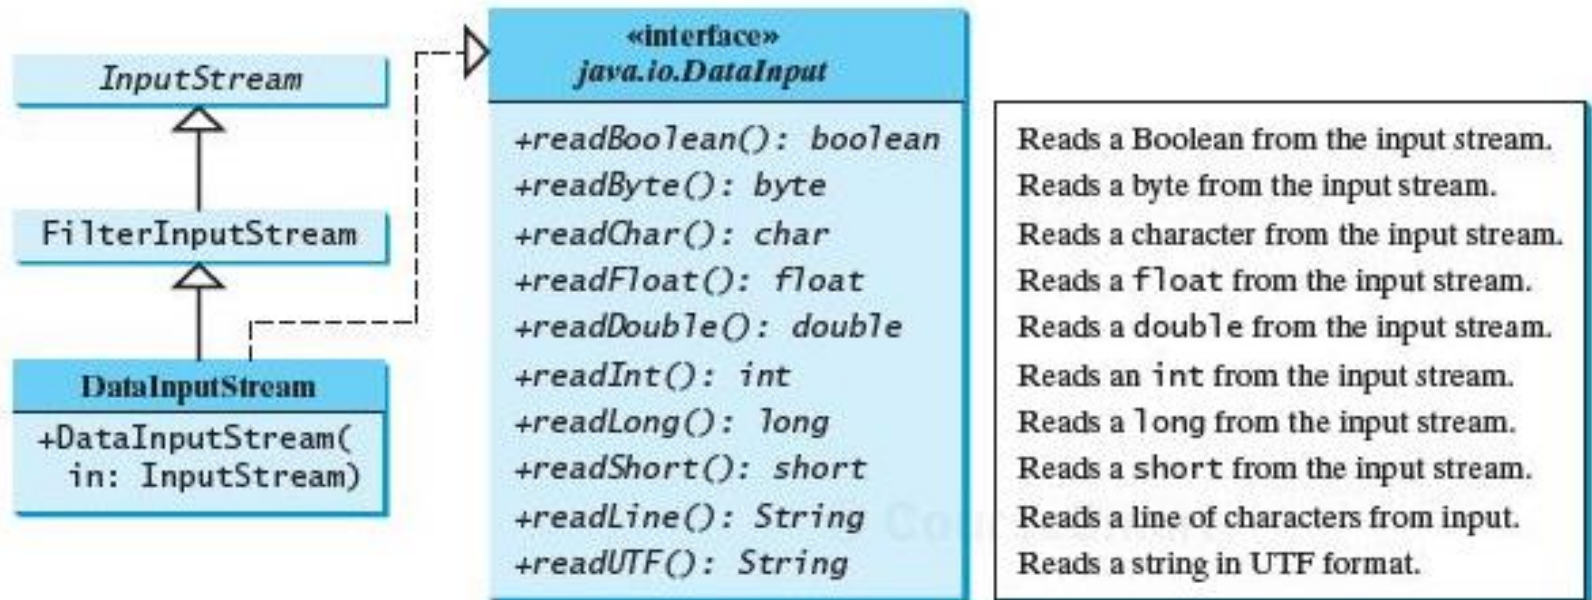 InputStream
FilterInputStream
DataInputStream
+DataInputStream(
in: InputStream)
«interface»
java.io.DataInput
+readBoolean(): boolean
+readByte(): byte
+readChar(): char
+readFloat(): float
+readDouble(): double
+readInt(): int
+readLong(): long
+readShort(): short
+readLine(): String
+readUTF(): String
Reads a Boolean from the input stream.
Reads a byte from the input stream.
Reads a character from the input stream.
Reads a float from the input stream.
Reads a double from the input stream.
Reads an int from the input stream.
Reads a long from the input stream.
Reads a short from the input stream.
Reads a line of characters from input.
Reads a string in UTF format.